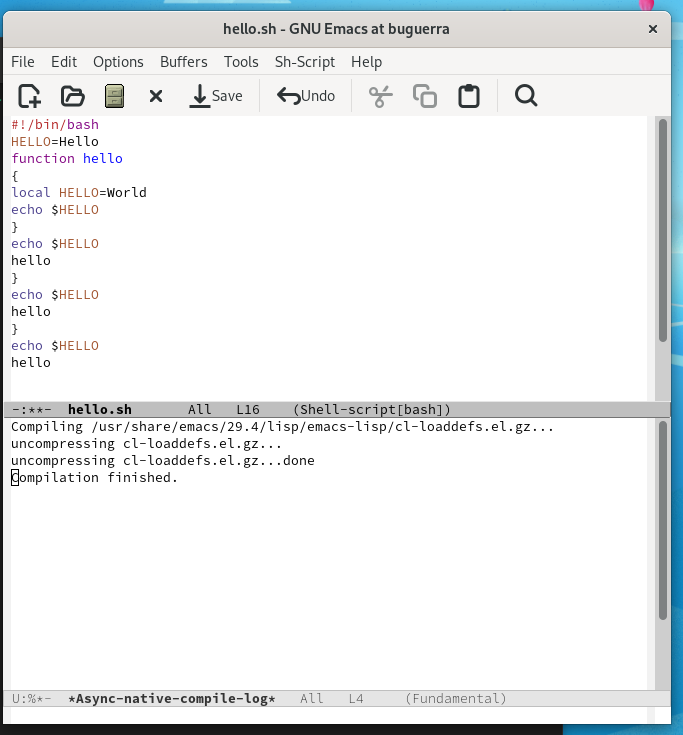 hello.sh - GNU Emacs at buguerra
File Edit Options Buffers Tools Sh-Script Help
Save Undo
#!/bin/bash
HELLO=Hello
function hello
{
local HELLO=World
echo $HELLO
}
echo $HELLO
hello
}
echo $HELLO
hello
}
echo $HELLO
hello
-:**- hello.sh All L16 (Shell-script[bash])
Compiling /usr/share/emacs/29.4/lisp/emacs-lisp/cl-loaddefs.el.gz...
uncompressing cl-loaddefs.el.gz...
uncompressing cl-loaddefs.el.gz...done
Compilation finished.
U:%*- *Async-native-compile-log* All L4 (Fundamental)